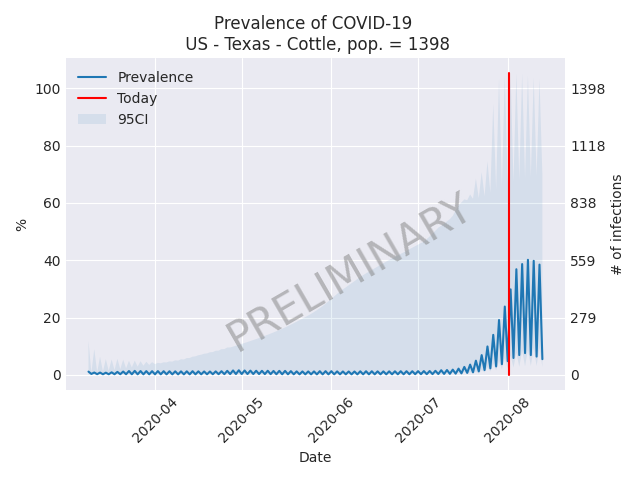 Prevalence of COVID-19
US - Texas - Cottle, pop. = 1398
Prevalence
Today
95CI
100
80
60
40
20
0
%
1398
1118
838
559
279
0
# of infections
PRELIMINARY
2020-04
2020-05
2020-06
2020-07
2020-08
Date